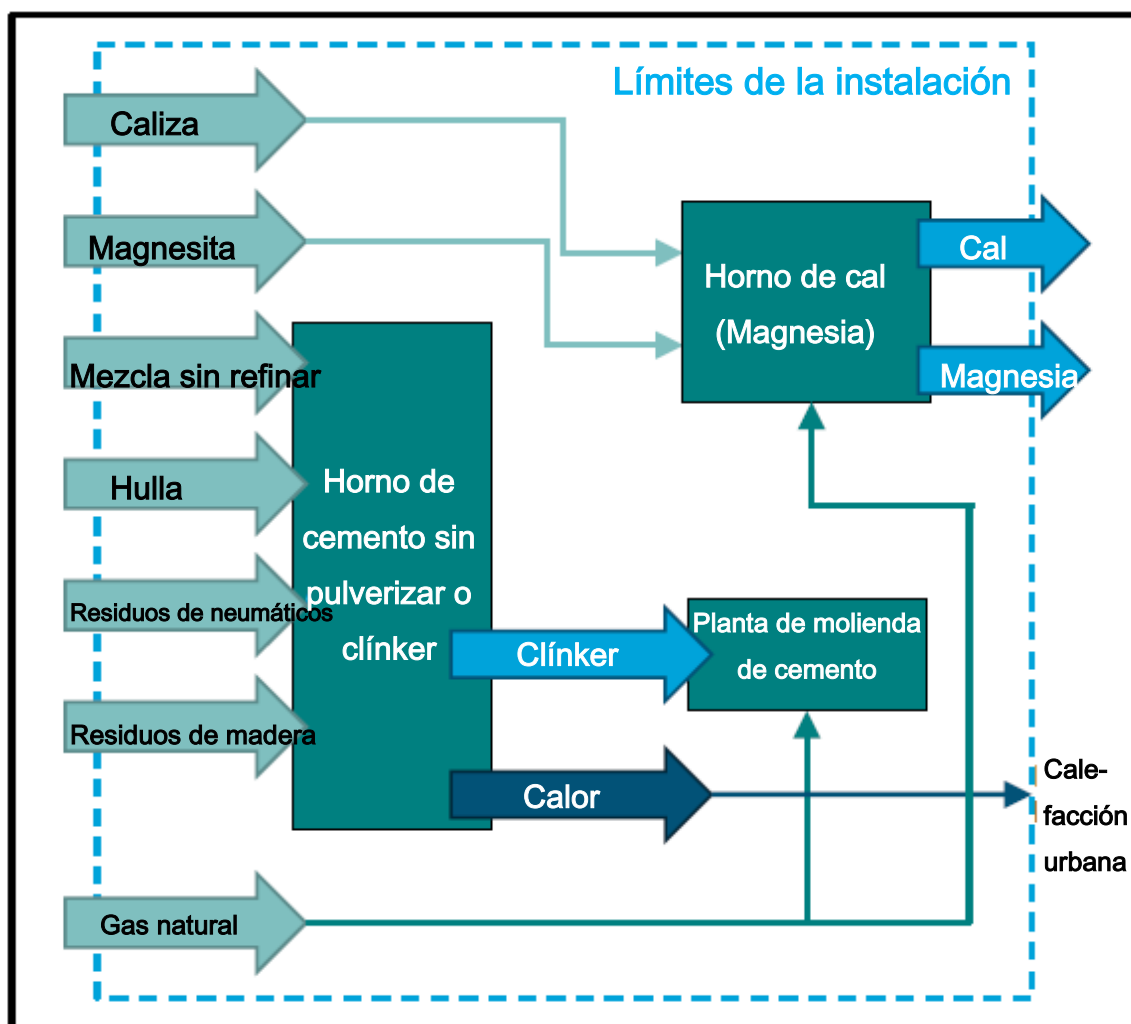 Límites de la instalación
Caliza
Magnesita
Mezcla sin refinar
Hulla
Residuos de neumáticos
Residuos de madera
Gas natural
Horno de
cemento sin
pulverizar o
clínker
Clínker
Calor
Horno de cal
(Magnesia)
Cal
Magnesia
Planta de molienda
de cemento
Cale-
facción
urbana